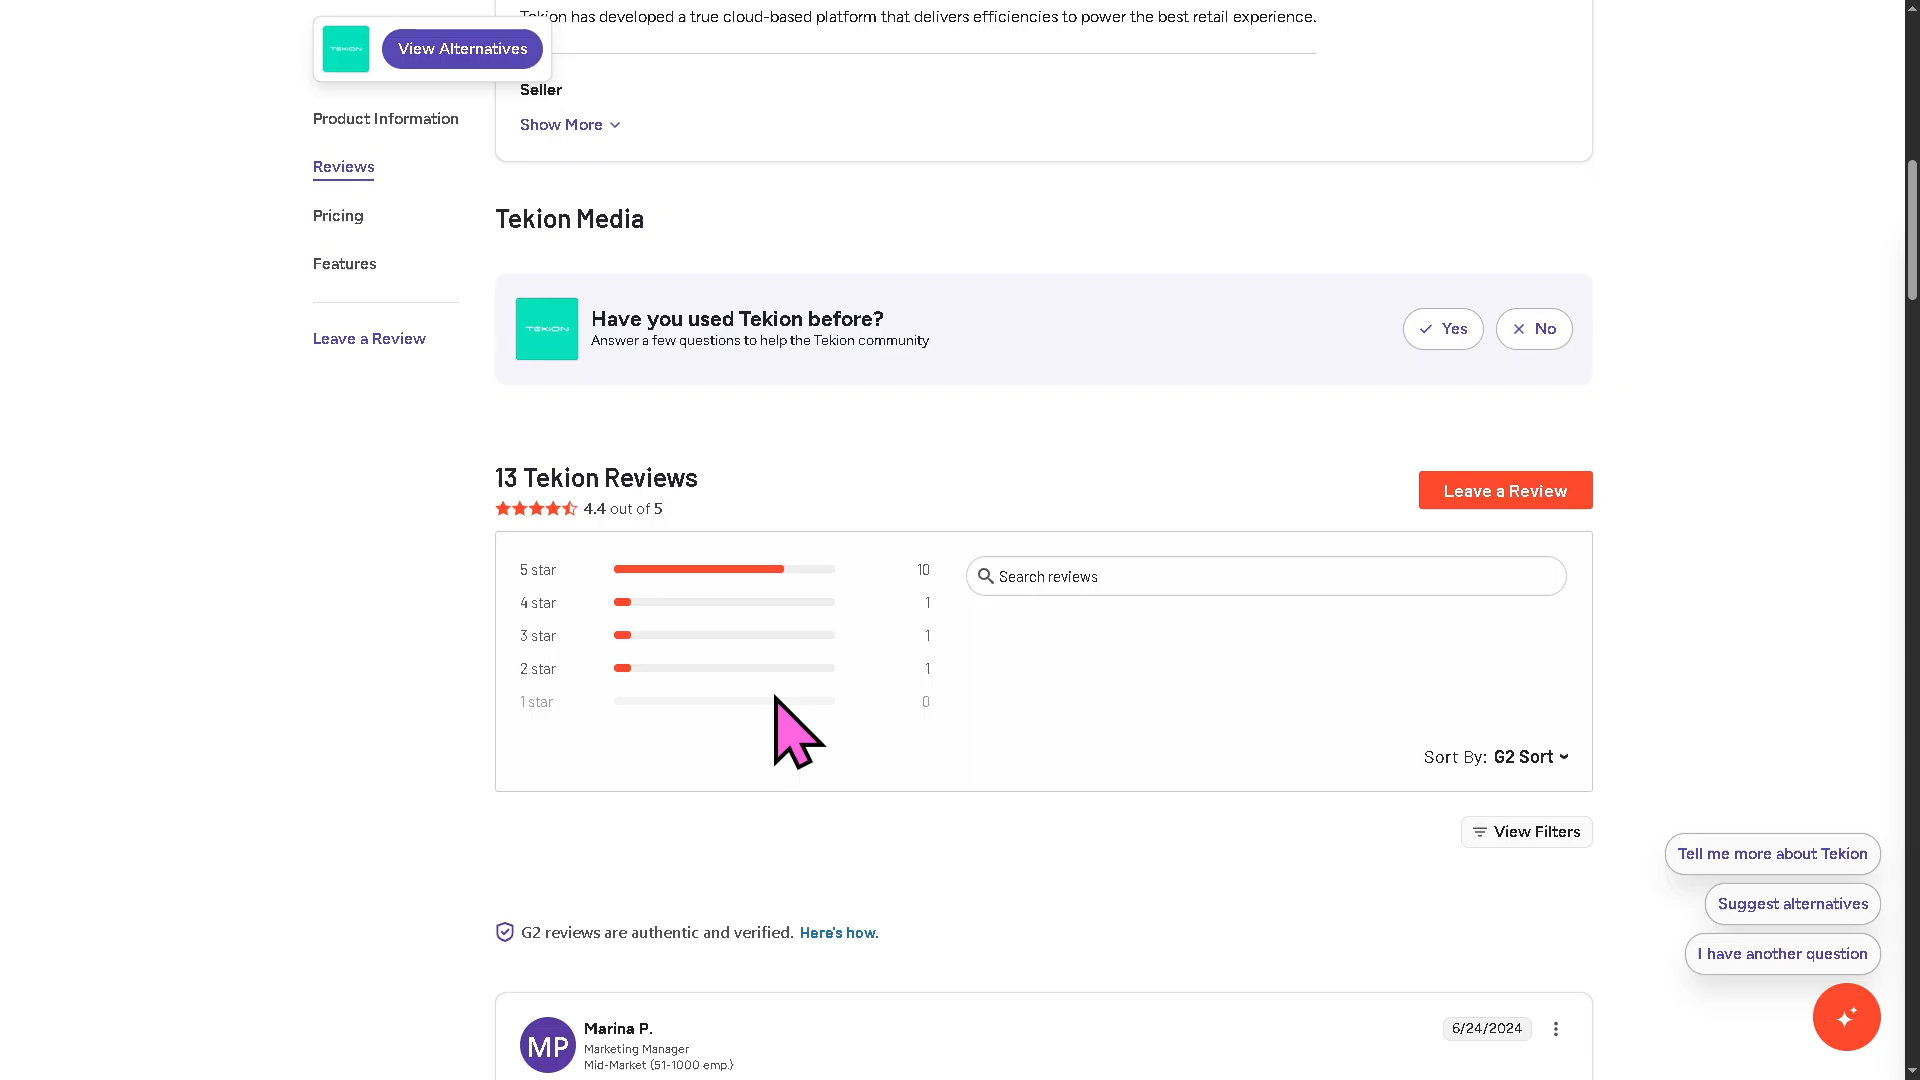 Tekion has developed a true cloud-based platform that delivers efficiencies to power the best retail experience.
TEKION
View Alternatives
Seller
Show More
Product Information
Reviews
Pricing
Features
Leave a Review
Tekion Media
TEKION
Have you used Tekion before?
Answer a few questions to help the Tekion community
Yes
No
13 Tekion Reviews
4.4 out of 5
Leave a Review
5 star 10
4 star 1
3 star 1
2 star 1
1 star 0
Search reviews
Sort By: G2 Sort
View Filters
G2 reviews are authentic and verified. Here's how.
Tell me more about Tekion
Suggest alternatives
I have another question
MP
Marina P.
Marketing Manager
Mid-Market (51-1000 emp.)
6/24/2024